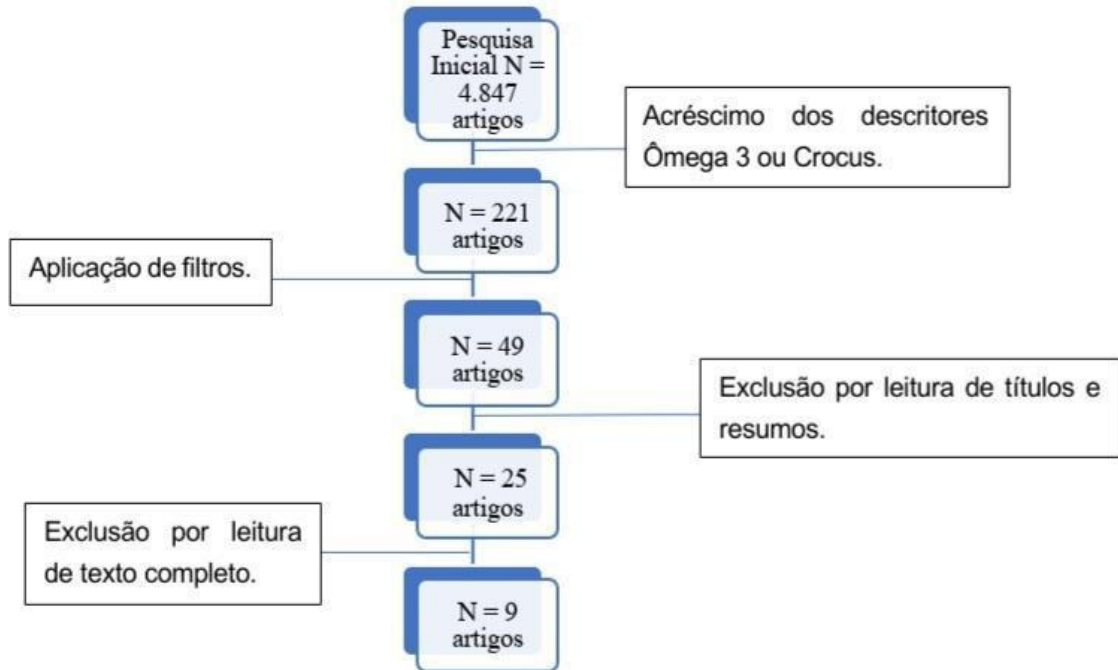 Pesquisa
Inicial N =
4.847
artigos
Acréscimo dos descritores
Ômega 3 ou Crocus.
N = 221
artigos
Aplicação de filtros.
N = 49
artigos
Exclusão por leitura de títulos e
resumos.
N = 25
artigos
Exclusão por leitura
de texto completo.
N = 9
artigos